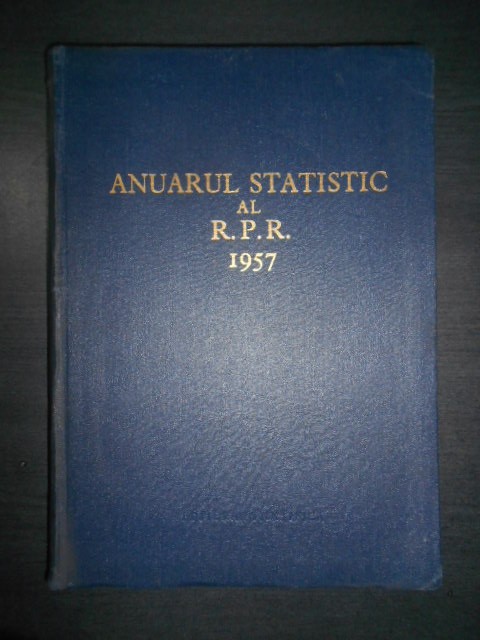 ANUARUL STATISTIC
AL
R.P.R.
1957